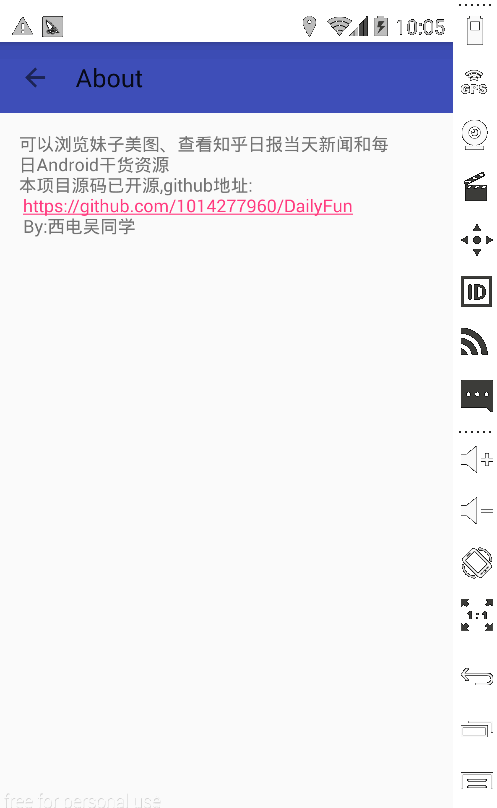 10:05
About
可以浏览妹子美图、查看知乎日报当天新闻和每
日Android干货资源
本项目源码已开源,github地址:
https://github.com/1014277960/DailyFun
By:西电吴同学
GPS
ID
1:1
free for personal use